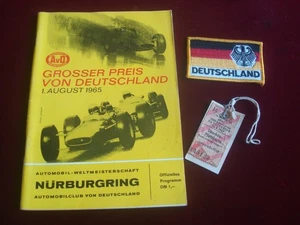 AvD
GROSSER PREIS
VON DEUTSCHLAND
1. AUGUST 1965
AUTOMOBIL-WELTMEISTERSCHAFT
NÜRBURGRING
AUTOMOBILCLUB VON DEUTSCHLAND
Offizielles
Programm
DM 1,—
DEUTSCHLAND